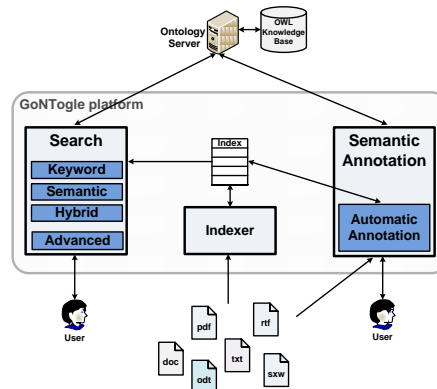 Ontology
Server
OWL
Knowledge
Base
GoNTogle platform
Search
Keyword
Semantic
Hybrid
Advanced
Index
Indexer
Semantic
Annotation
Automatic
Annotation
User
User
pdf
rtf
doc
txt
odt
sxw